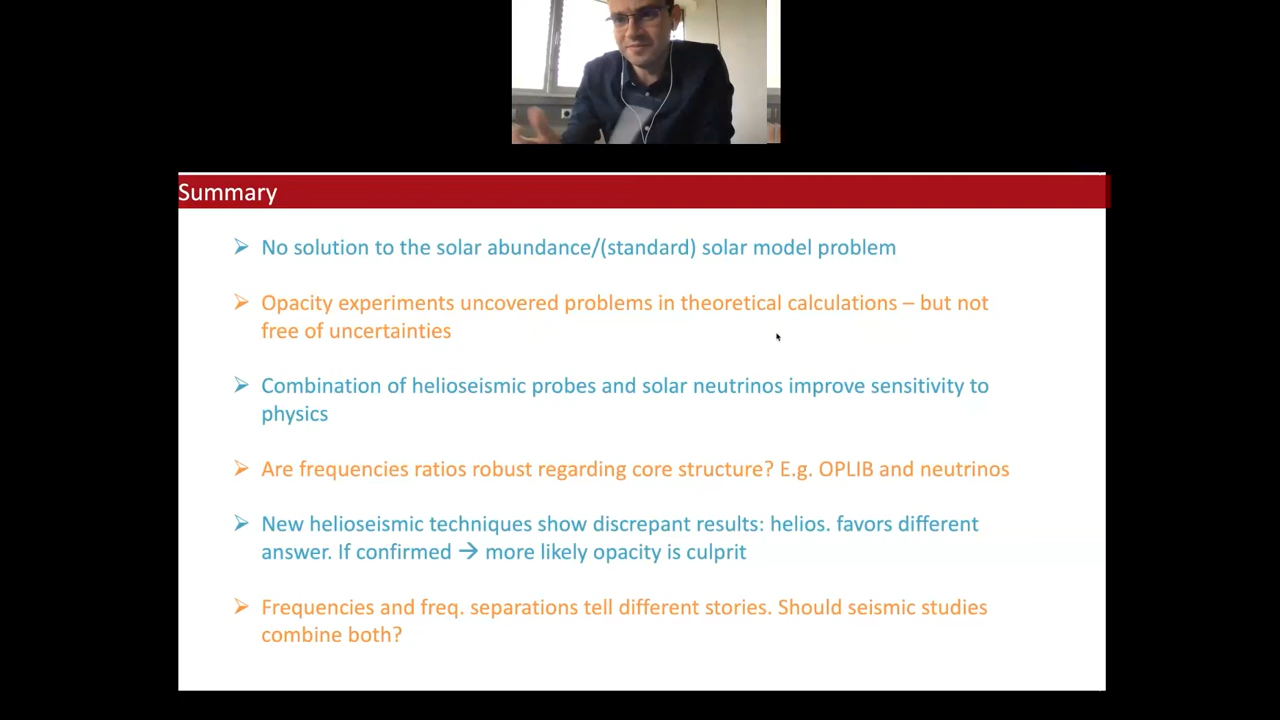 Summary
No solution to the solar abundance/(standard) solar model problem
Opacity experiments uncovered problems in theoretical calculations – but not
free of uncertainties
Combination of helioseismic probes and solar neutrinos improve sensitivity to
physics
Are frequencies ratios robust regarding core structure? E.g. OPLIB and neutrinos
New helioseismic techniques show discrepant results: helios. favors different
answer. If confirmed → more likely opacity is culprit
Frequencies and freq. separations tell different stories. Should seismic studies
combine both?